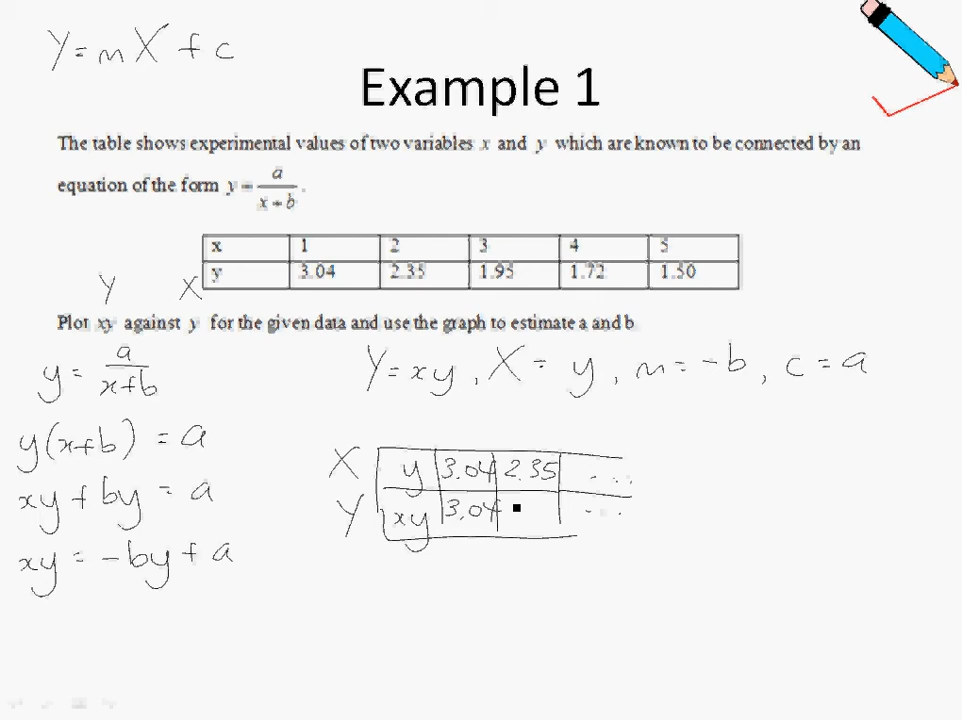 Y = mX + c
Example 1
The table shows experimental values of two variables x and y which are known to be connected by an
equation of the form y = a / x + b .
x 1 2 3 4 5
y 3.04 2.35 1.95 1.72 1.50
Y X
Plot xy against y for the given data and use the graph to estimate a and b
y = a / x+b
Y = xy , X = y , m = -b , c = a
y(x+b) = a
X y 3.04 2.35 ...
xy + by = a
Y xy 3.04 ...
xy = -by + a